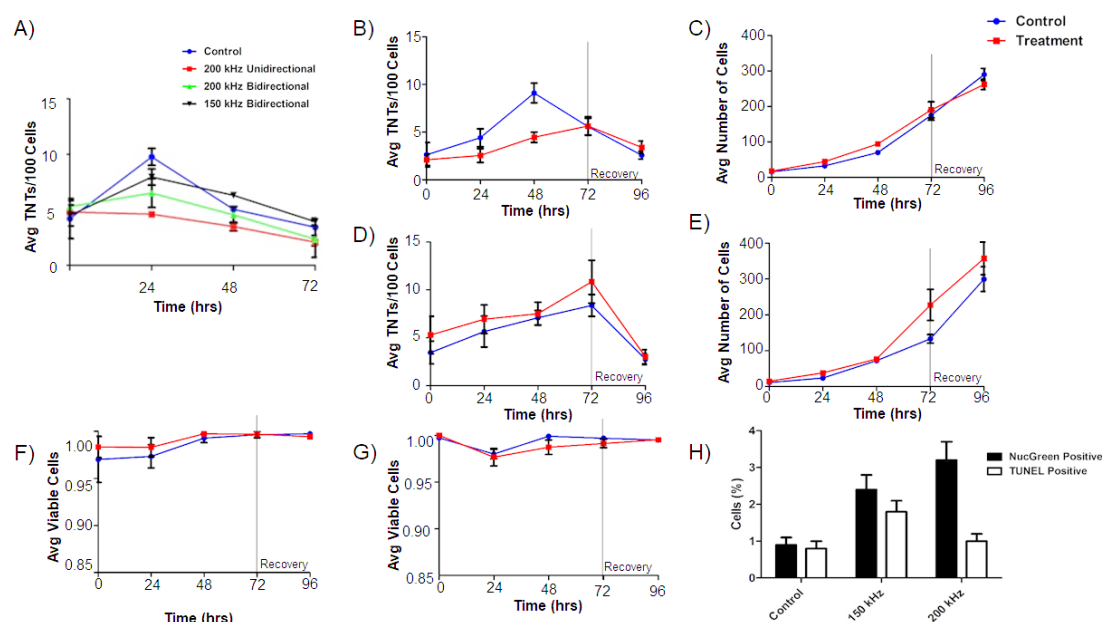 A)
Control
200 kHz Unidirectional
200 kHz Bidirectional
150 kHz Bidirectional
Avg TNTs/100 Cells
15
10
5
0
24
48
72
Time (hrs)
B)
Avg TNTs/100 Cells
15
10
5
0
Recovery
0
24
48
72
96
Time (hrs)
C)
Control
Treatment
Avg Number of Cells
400
300
200
100
0
Recovery
0
24
48
72
96
Time (hrs)
D)
Avg TNTs/100 Cells
15
10
5
0
Recovery
0
24
48
72
96
Time (hrs)
E)
Avg Number of Cells
400
300
200
100
0
Recovery
0
24
48
72
96
Time (hrs)
F)
Avg Viable Cells
1.00
0.95
0.90
0.85
Recovery
0
24
48
72
96
Time (hrs)
G)
Avg Viable Cells
1.00
0.95
0.90
0.85
Recovery
0
24
48
72
96
Time (hrs)
H)
NucGreen Positive
TUNEL Positive
Cells (%)
4
3
2
1
0
Control
150 kHz
200 kHz